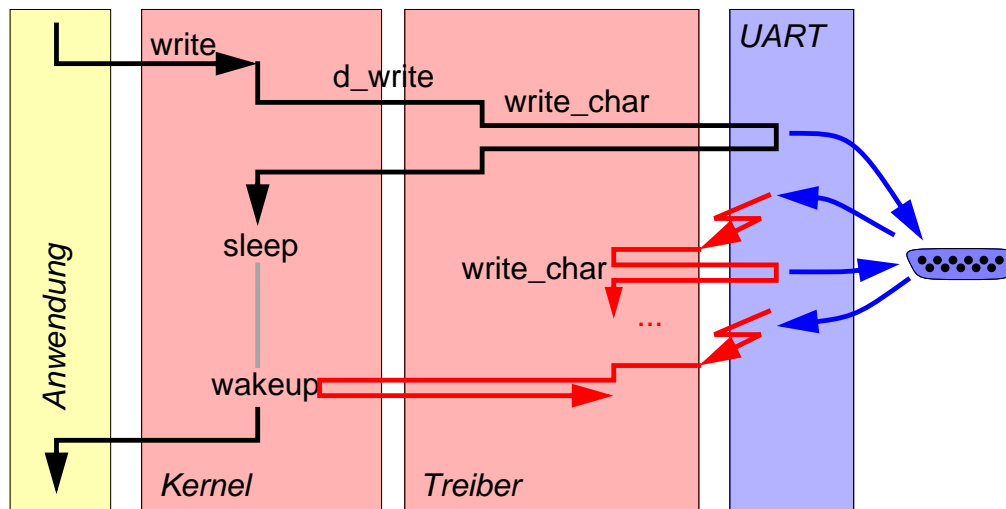 UART
write
d_write
write_char
sleep
write_char
...
wakeup
Anwendung
Kernel
Treiber